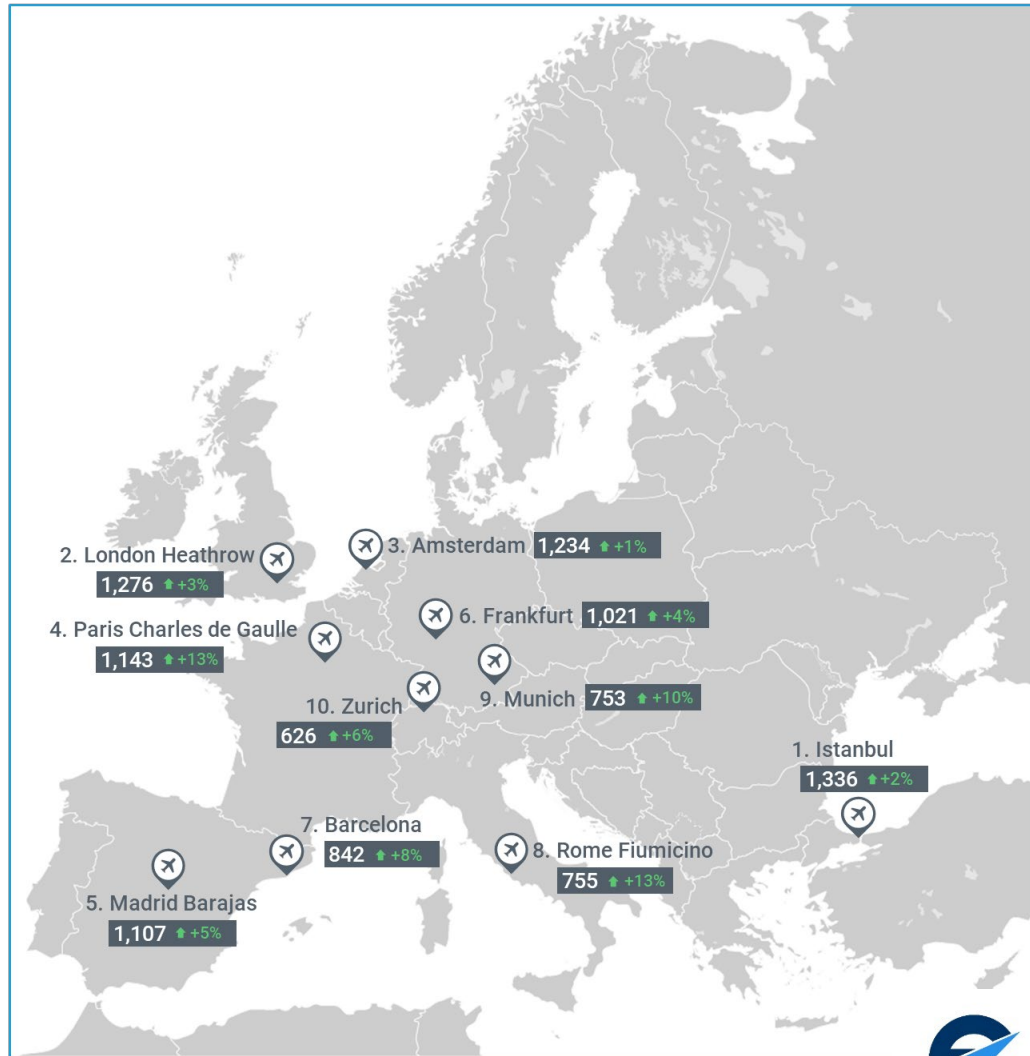 2. London Heathrow
1,276 +3%
3. Amsterdam 1,234 +1%
4. Paris Charles de Gaulle
1,143 +13%
6. Frankfurt 1,021 +4%
9. Munich 753 +10%
10. Zurich
626 +6%
1. Istanbul
1,336 +2%
7. Barcelona
842 +8%
8. Rome Fiumicino
755 +13%
5. Madrid Barajas
1,107 +5%